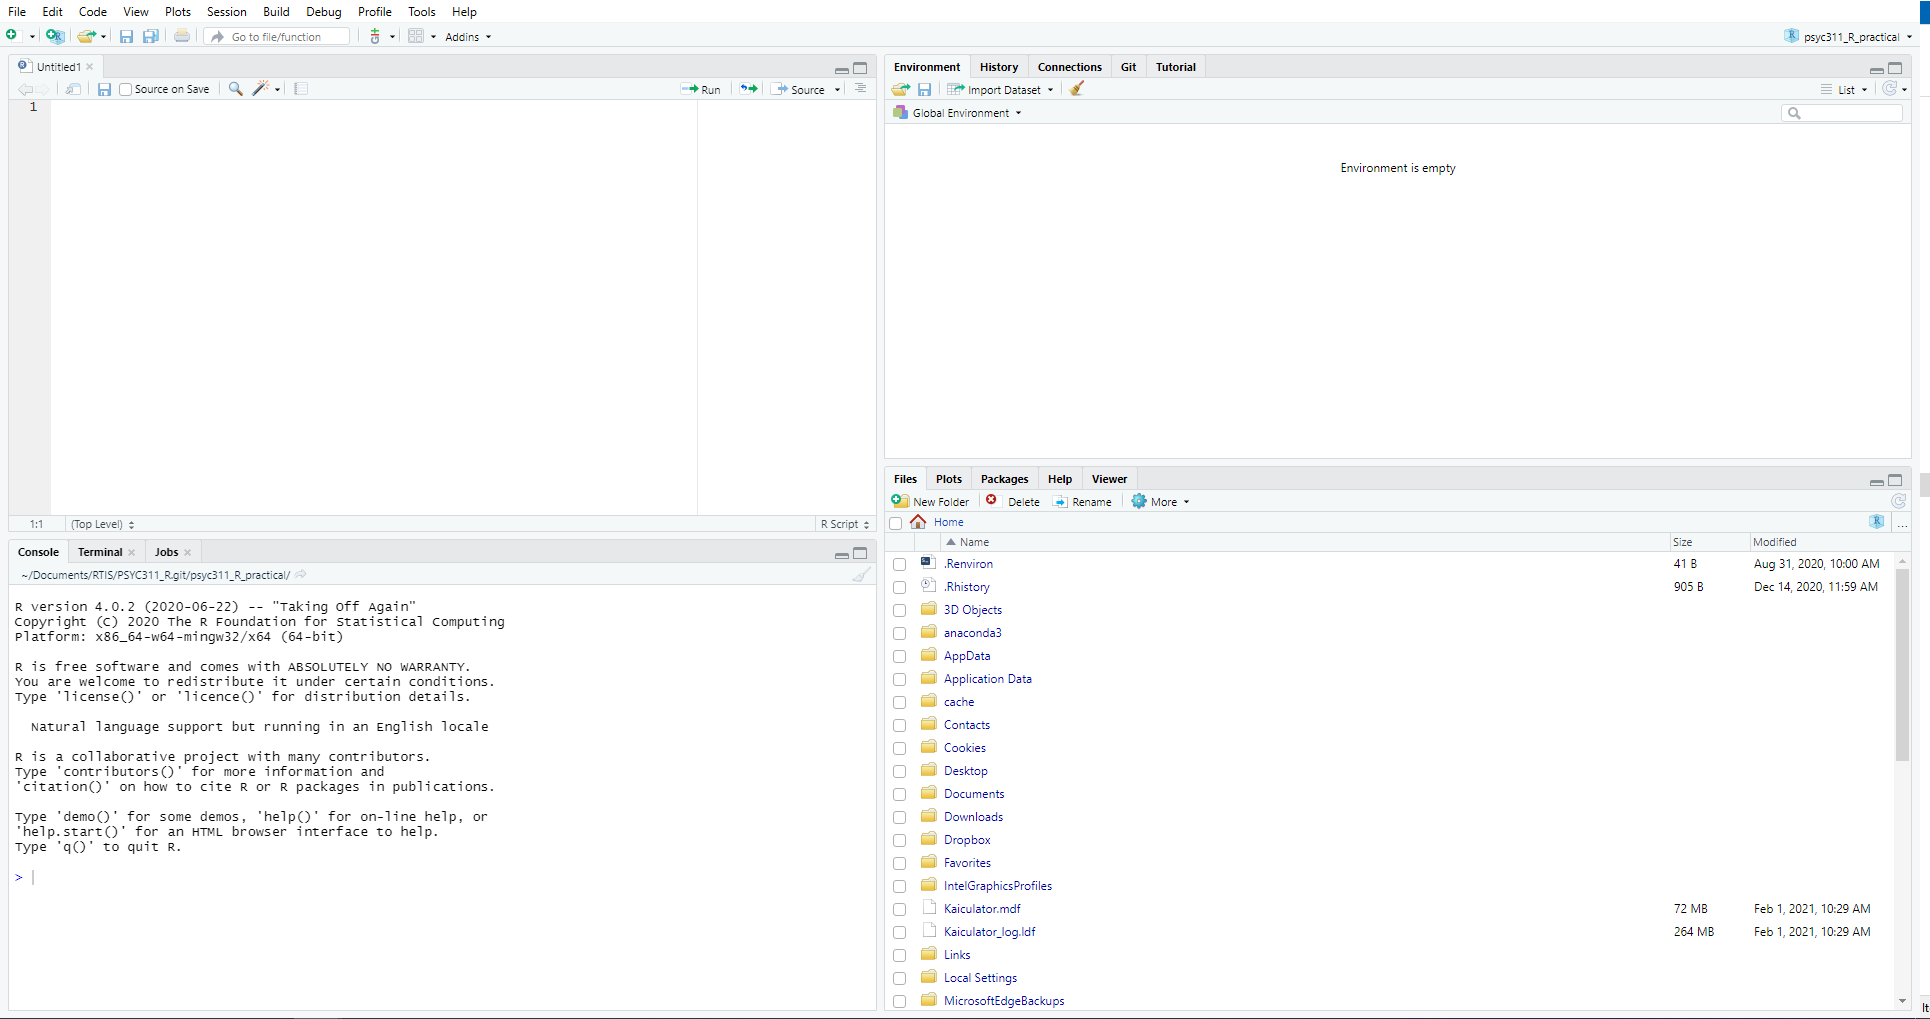 File Edit Code View Plots Session Build Debug Profile Tools Help
Go to file/function Addins psyc311_R_practical
Untitled1
Source on Save Run Source
1
1:1 (Top Level) R Script
Console Terminal Jobs
~/Documents/RTIS/PSYC311_R.git/psyc311_R_practical/
R version 4.0.2 (2020-06-22) -- "Taking Off Again"
Copyright (C) 2020 The R Foundation for Statistical Computing
Platform: x86_64-w64-mingw32/x64 (64-bit)
R is free software and comes with ABSOLUTELY NO WARRANTY.
You are welcome to redistribute it under certain conditions.
Type 'license()' or 'licence()' for distribution details.
Natural language support but running in an English locale
R is a collaborative project with many contributors.
Type 'contributors()' for more information and
'citation()' on how to cite R or R packages in publications.
Type 'demo()' for some demos, 'help()' for on-line help, or
'help.start()' for an HTML browser interface to help.
Type 'q()' to quit R.
>
Environment History Connections Git Tutorial
Import Dataset List
Global Environment
Environment is empty
Files Plots Packages Help Viewer
New Folder Delete Rename More
Home ...
Name Size Modified
.Renviron 41 B Aug 31, 2020, 10:00 AM
.Rhistory 905 B Dec 14, 2020, 11:59 AM
3D Objects
anaconda3
AppData
Application Data
cache
Contacts
Cookies
Desktop
Documents
Downloads
Dropbox
Favorites
IntelGraphicsProfiles
Kaiculator.mdf 72 MB Feb 1, 2021, 10:29 AM
Kaiculator_log.ldf 264 MB Feb 1, 2021, 10:29 AM
Links
Local Settings
MicrosoftEdgeBackups